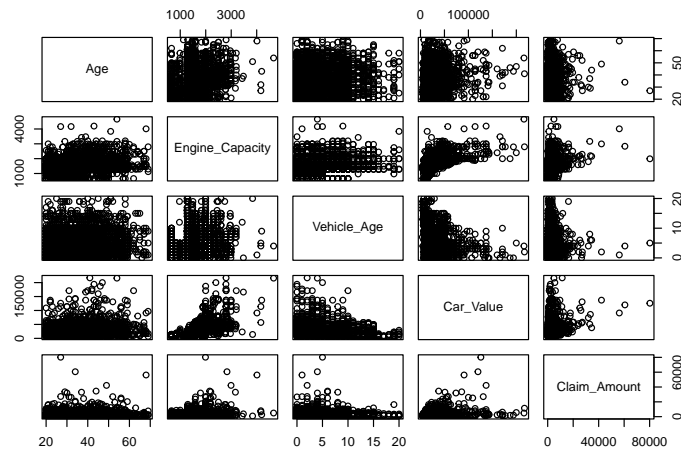 1000 3000
0 100000
Age
20 50
1000 4000
Engine_Capacity
Vehicle_Age
0 5 10 20
0 150000
Car_Value
Claim_Amount
0 60000
20 40 60
0 5 10 15 20
0 40000 80000